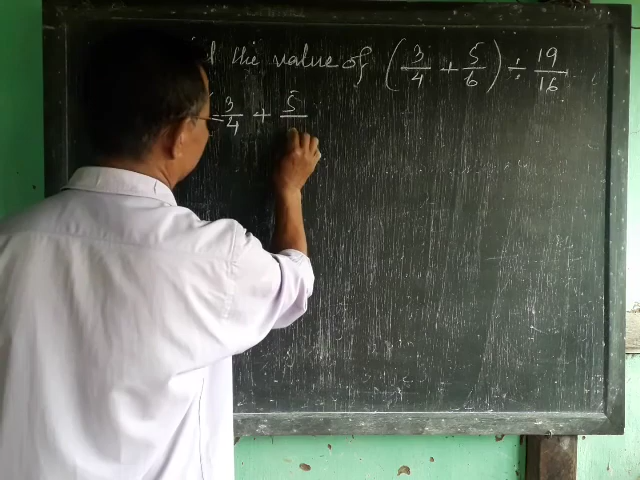 the value of (3/4 + 5/6) ÷ 19/16
= 3/4 + 5